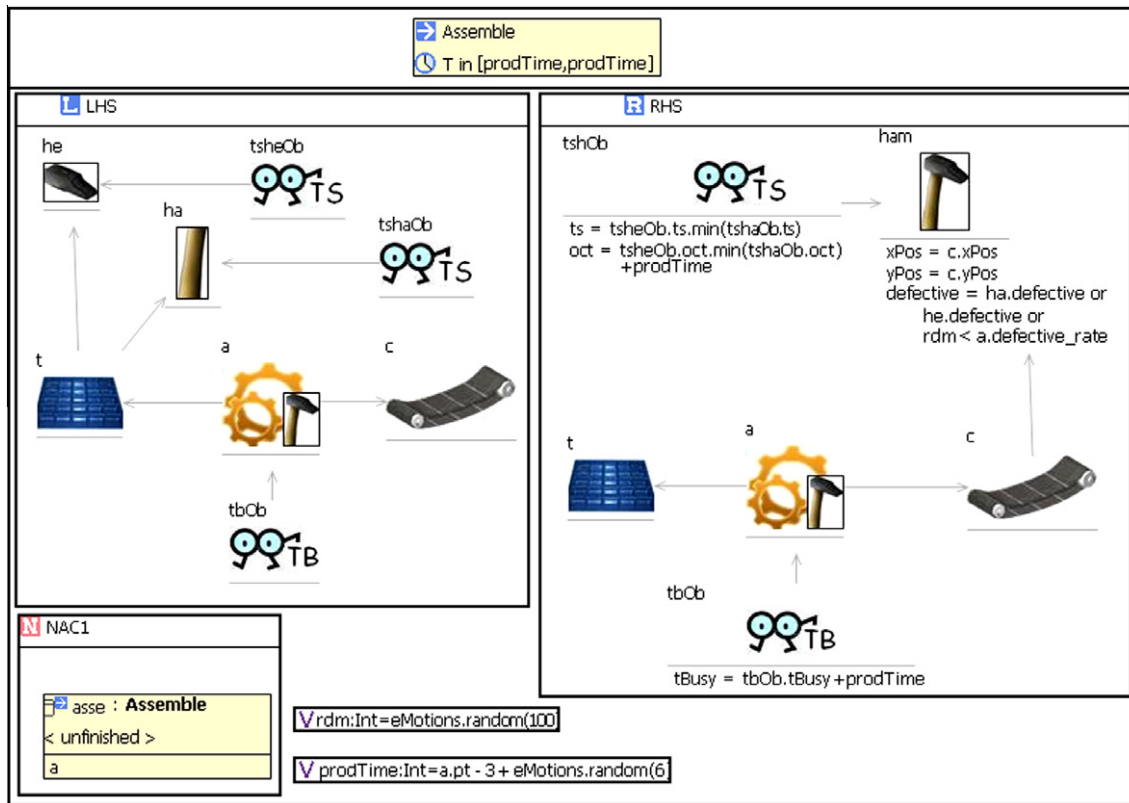 Assemble
T in [prodTime,prodTime]
L LHS
he
tsheOb
TS
ha
tshaOb
TS
t
a
c
tbOb
TB
R RHS
tshOb
TS
ham
ts = tsheOb.ts.min(tshaOb.ts)
oct = tsheOb.oct.min(tshaOb.oct)
+prodTime
xPos = c.xPos
yPos = c.yPos
defective = ha.defective or
he.defective or
rdm < a.defective_rate
t
a
c
tbOb
TB
tBusy = tbOb.tBusy+prodTime
N NAC1
asse : Assemble
< unfinished >
a
V rdm:Int=eMotions.random(100)
V prodTime:Int=a.pt - 3 + eMotions.random(6)